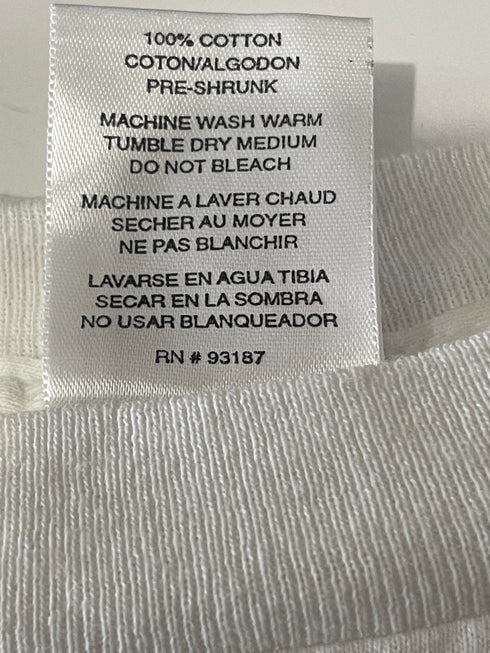 100% COTTON
COTON/ALGODON
PRE-SHRUNK
MACHINE WASH WARM
TUMBLE DRY MEDIUM
DO NOT BLEACH
MACHINE A LAVER CHAUD
SECHER AU MOYER
NE PAS BLANCHIR
LAVARSE EN AGUA TIBIA
SECAR EN LA SOMBRA
NO USAR BLANQUEADOR
RN # 93187